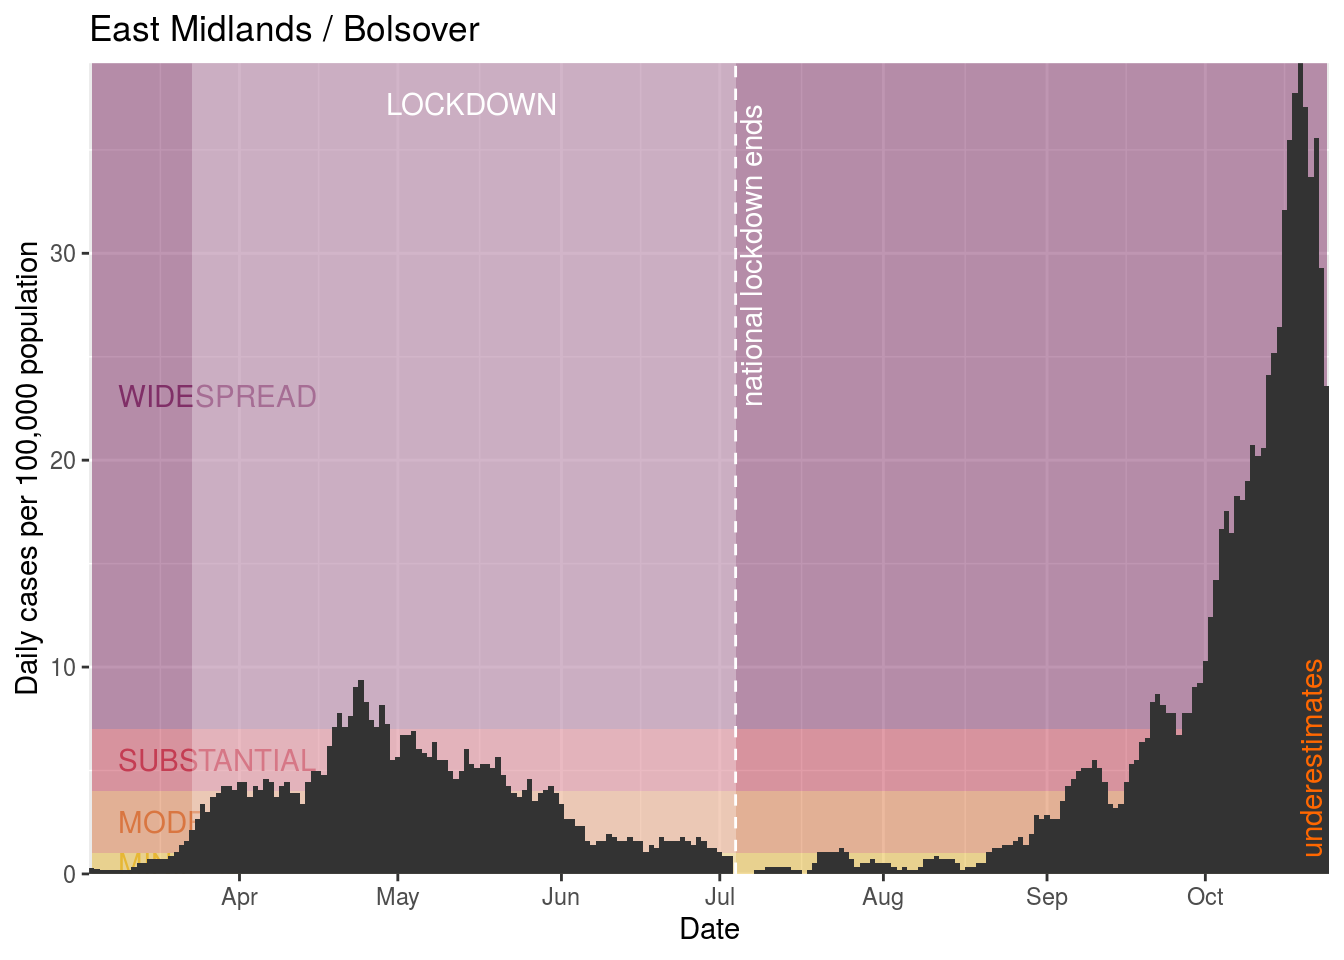 East Midlands / Bolsover
LOCKDOWN
national lockdown ends
WIDESPREAD
SUBSTANTIAL
underestimates
Daily cases per 100,000 population
30
20
10
0
Apr
May
Jun
Jul
Aug
Sep
Oct
Date